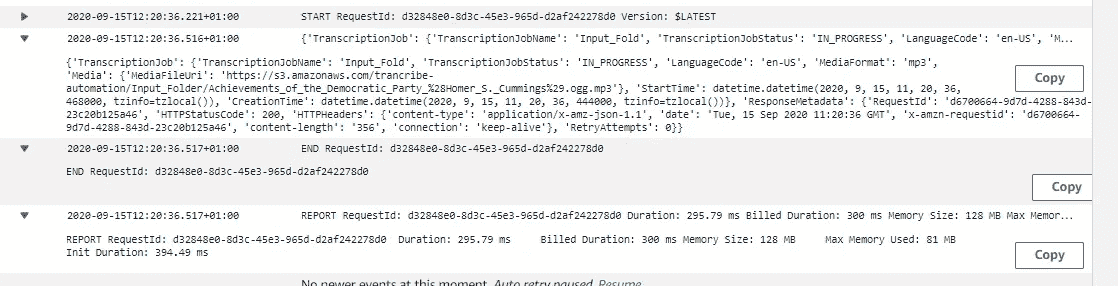 2020-09-15T12:20:36.221+01:00 START RequestId: d32848e0-8d3c-45e3-965d-d2af242278d0 Version: $LATEST
2020-09-15T12:20:36.516+01:00 {'TranscriptionJob': {'TranscriptionJobName': 'Input_Fold', 'TranscriptionJobStatus': 'IN_PROGRESS', 'LanguageCode': 'en-US', 'M...
{'TranscriptionJob': {'TranscriptionJobName': 'Input_Fold', 'TranscriptionJobStatus': 'IN_PROGRESS', 'LanguageCode': 'en-US', 'MediaFormat': 'mp3',
'Media': {'MediaFileUri': 'https://s3.amazonaws.com/trancribe-
automation/Input_Folder/Achievements_of_the_Democratic_Party_%28Homer_S._Cummings%29.ogg.mp3'}, 'StartTime': datetime.datetime(2020, 9, 15, 11, 20, 36,
468000, tzinfo=tzlocal()), 'CreationTime': datetime.datetime(2020, 9, 15, 11, 20, 36, 444000, tzinfo=tzlocal())}, 'ResponseMetadata': {'RequestId': 'd6700664-9d7d-4288-843d-
23c20b125a46', 'HTTPStatusCode': 200, 'HTTPHeaders': {'content-type': 'application/x-amz-json-1.1', 'date': 'Tue, 15 Sep 2020 11:20:36 GMT', 'x-amzn-requestid': 'd6700664-
9d7d-4288-843d-23c20b125a46', 'content-length': '356', 'connection': 'keep-alive'}, 'RetryAttempts': 0}}
Copy
2020-09-15T12:20:36.517+01:00 END RequestId: d32848e0-8d3c-45e3-965d-d2af242278d0
END RequestId: d32848e0-8d3c-45e3-965d-d2af242278d0
Copy
2020-09-15T12:20:36.517+01:00 REPORT RequestId: d32848e0-8d3c-45e3-965d-d2af242278d0 Duration: 295.79 ms Billed Duration: 300 ms Memory Size: 128 MB Max Memor...
REPORT RequestId: d32848e0-8d3c-45e3-965d-d2af242278d0 Duration: 295.79 ms Billed Duration: 300 ms Memory Size: 128 MB Max Memory Used: 81 MB
Init Duration: 394.49 ms
Copy
No newer events at this moment. Auto retry paused. Resume